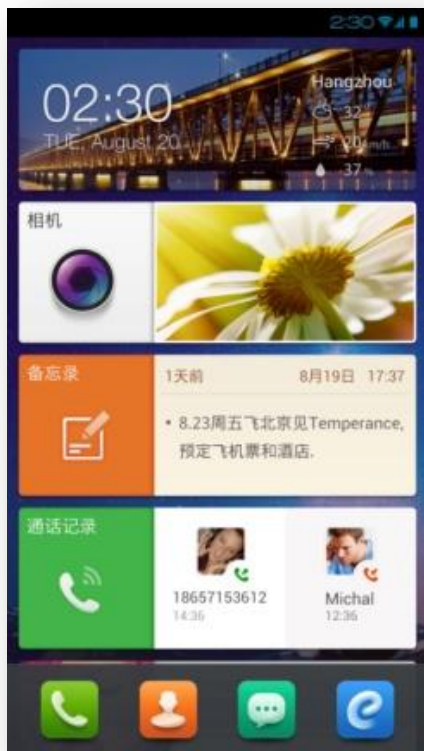 2:30
02:30
TUE, August 20
Hangzhou
32°
20km/h
37%
相机
备忘录
1天前 8月19日 17:37
• 8.23周五飞北京见Temperance,
预定飞机票和酒店.
通话记录
18657153612
14:36
Michal
12:36